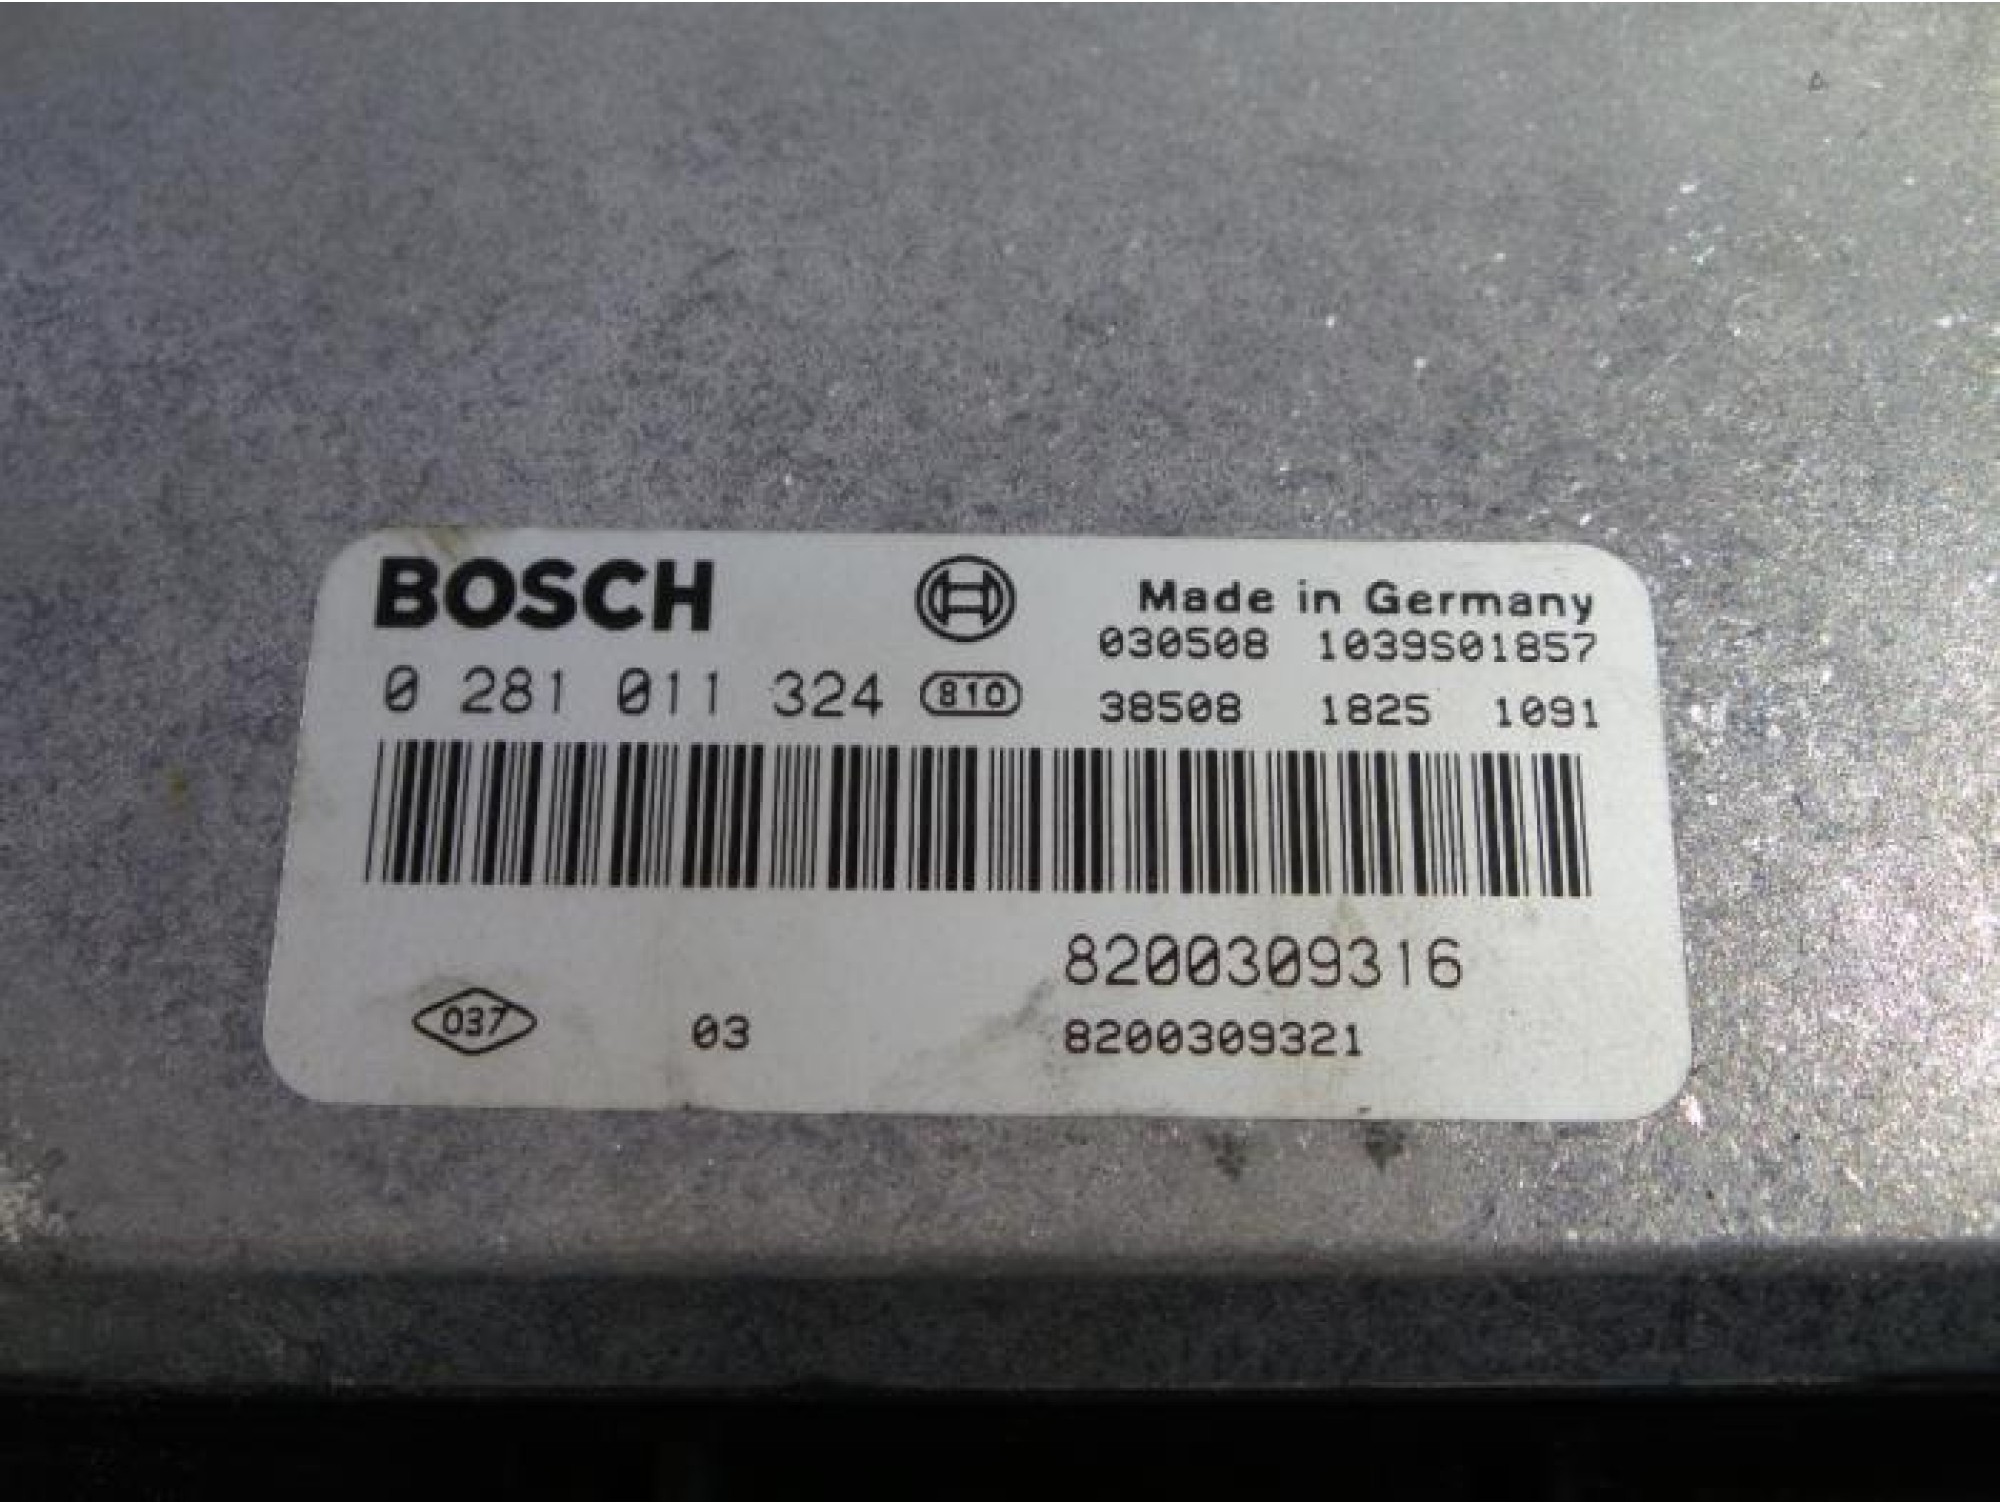 BOSCH
Made in Germany
030508 1039S01857
0 281 011 324 810
38508 1825 1091
8200309316
037 03 8200309321